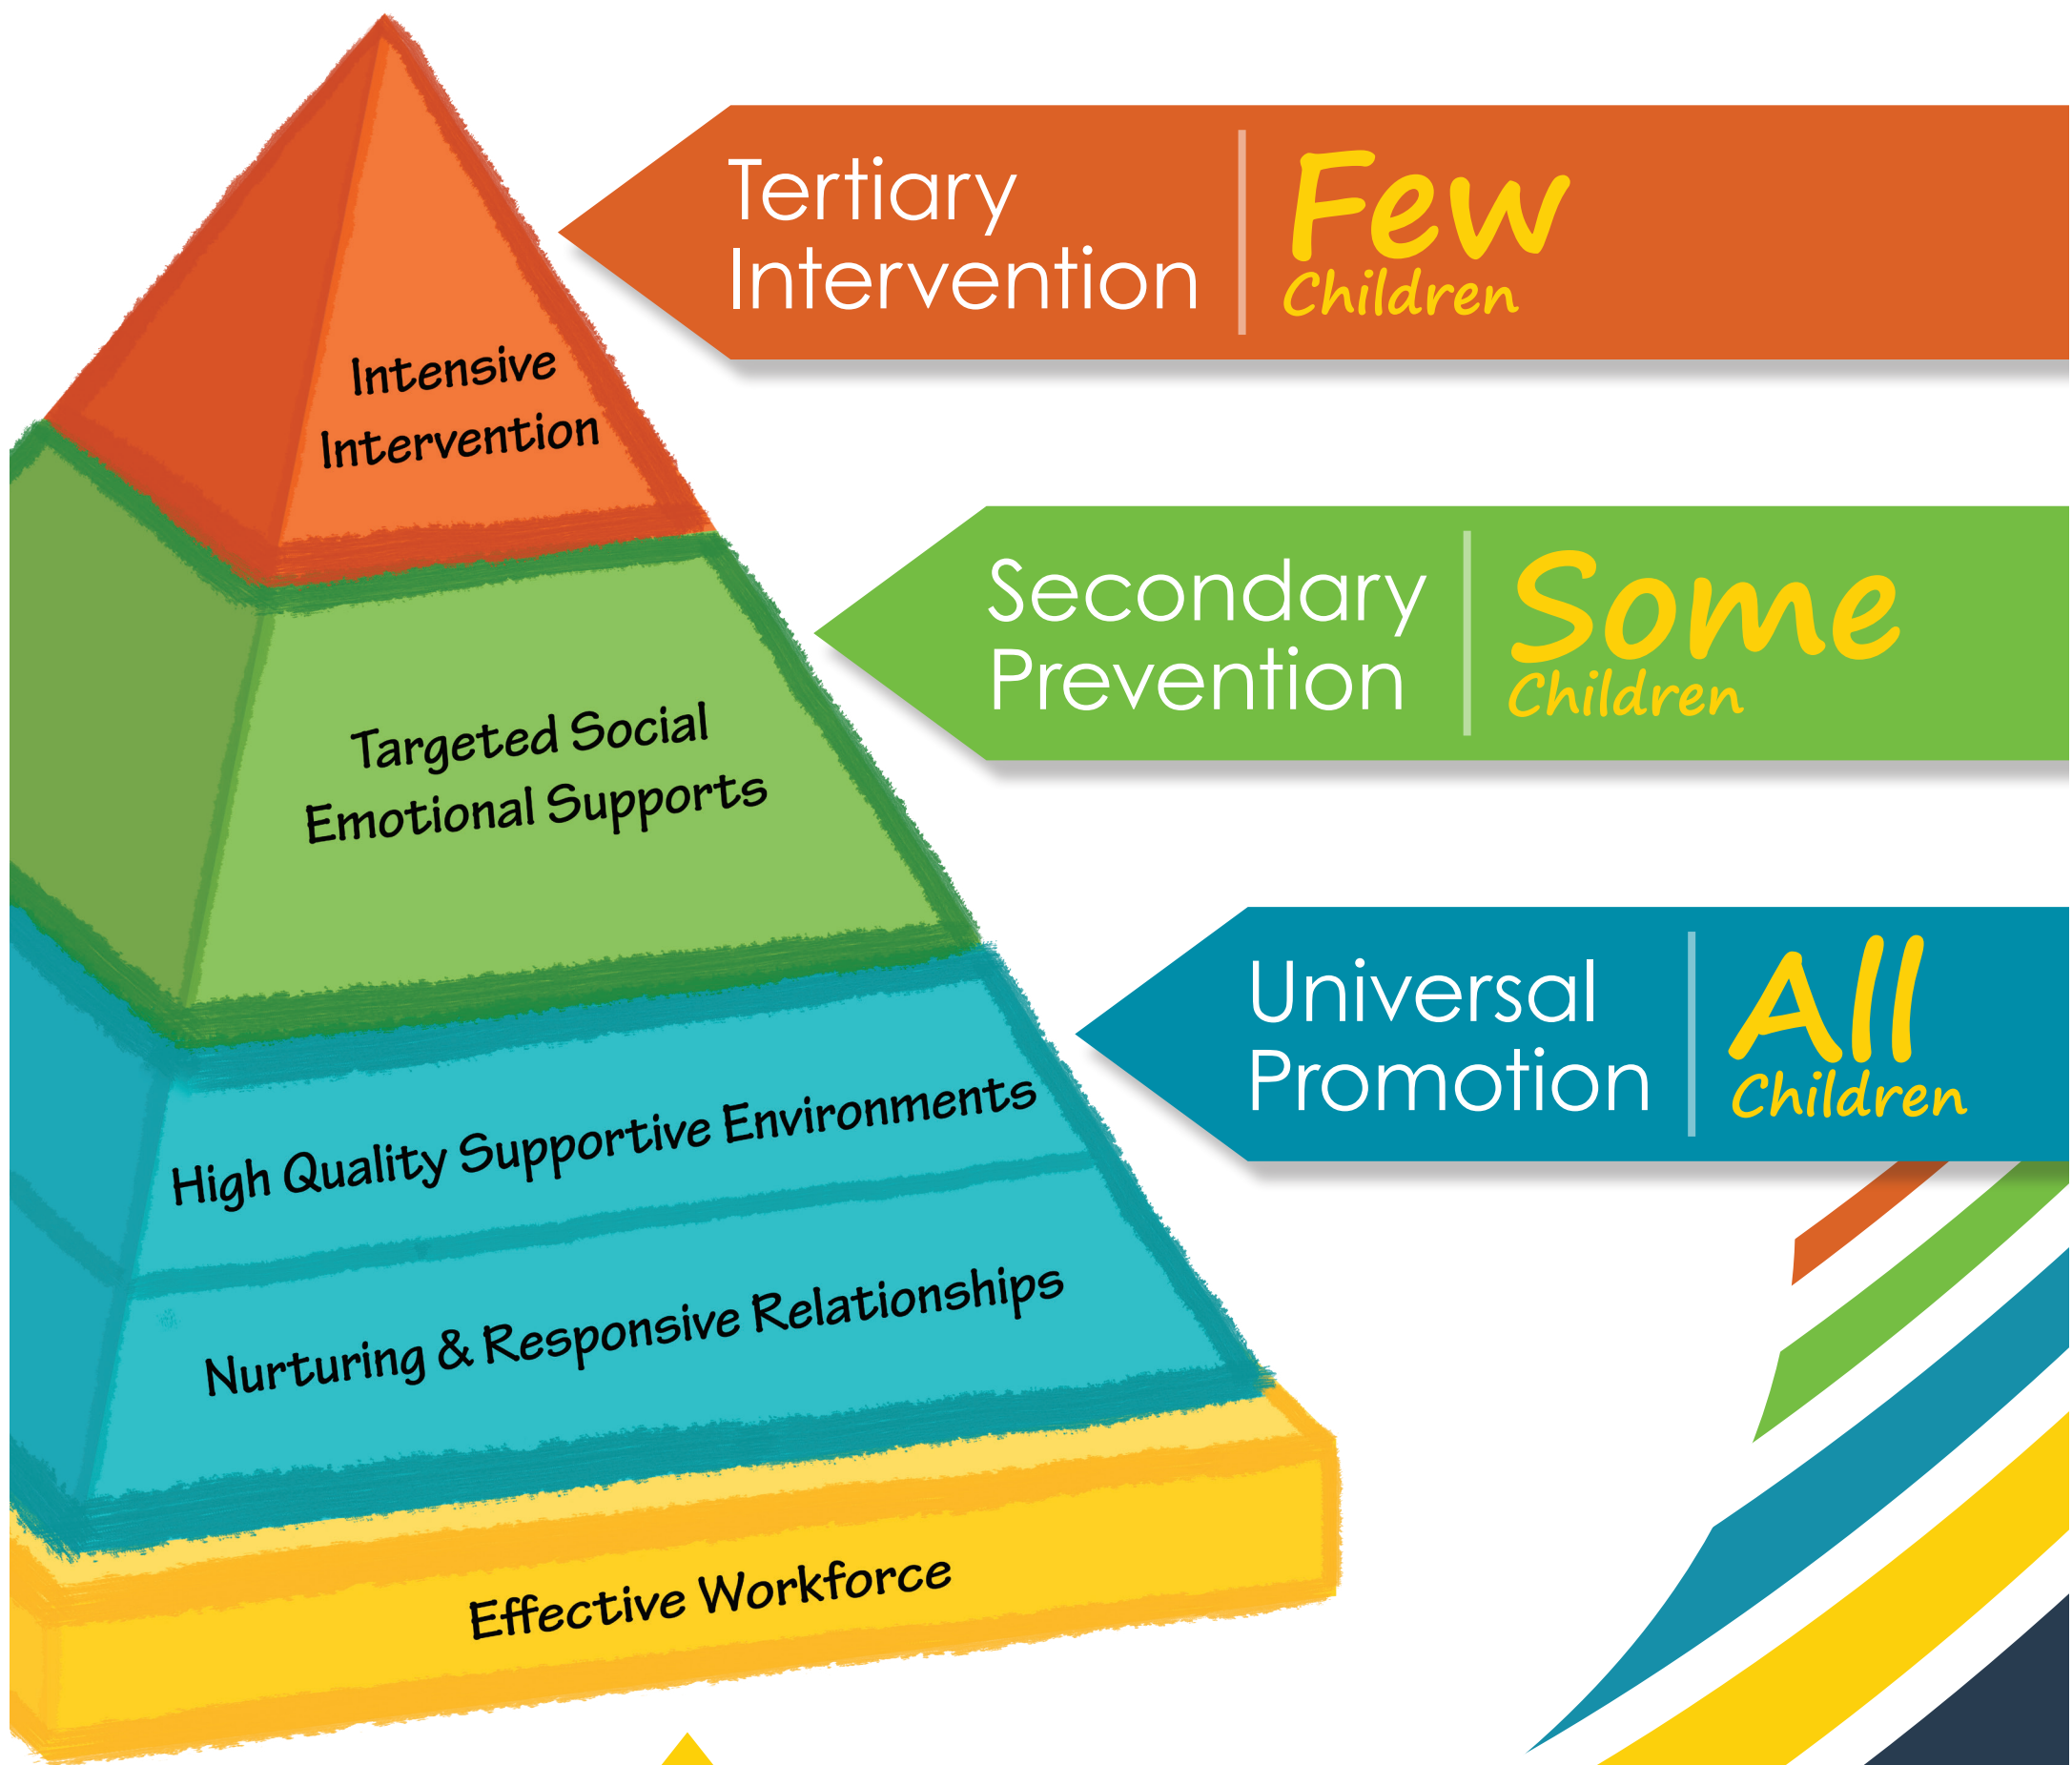 Tertiary
Intervention
Few
Children
Intensive
Intervention
Secondary
Prevention
Some
Children
Targeted Social
Emotional Supports
Universal
Promotion
All
Children
High Quality Supportive Environments
Nurturing & Responsive Relationships
Effective Workforce